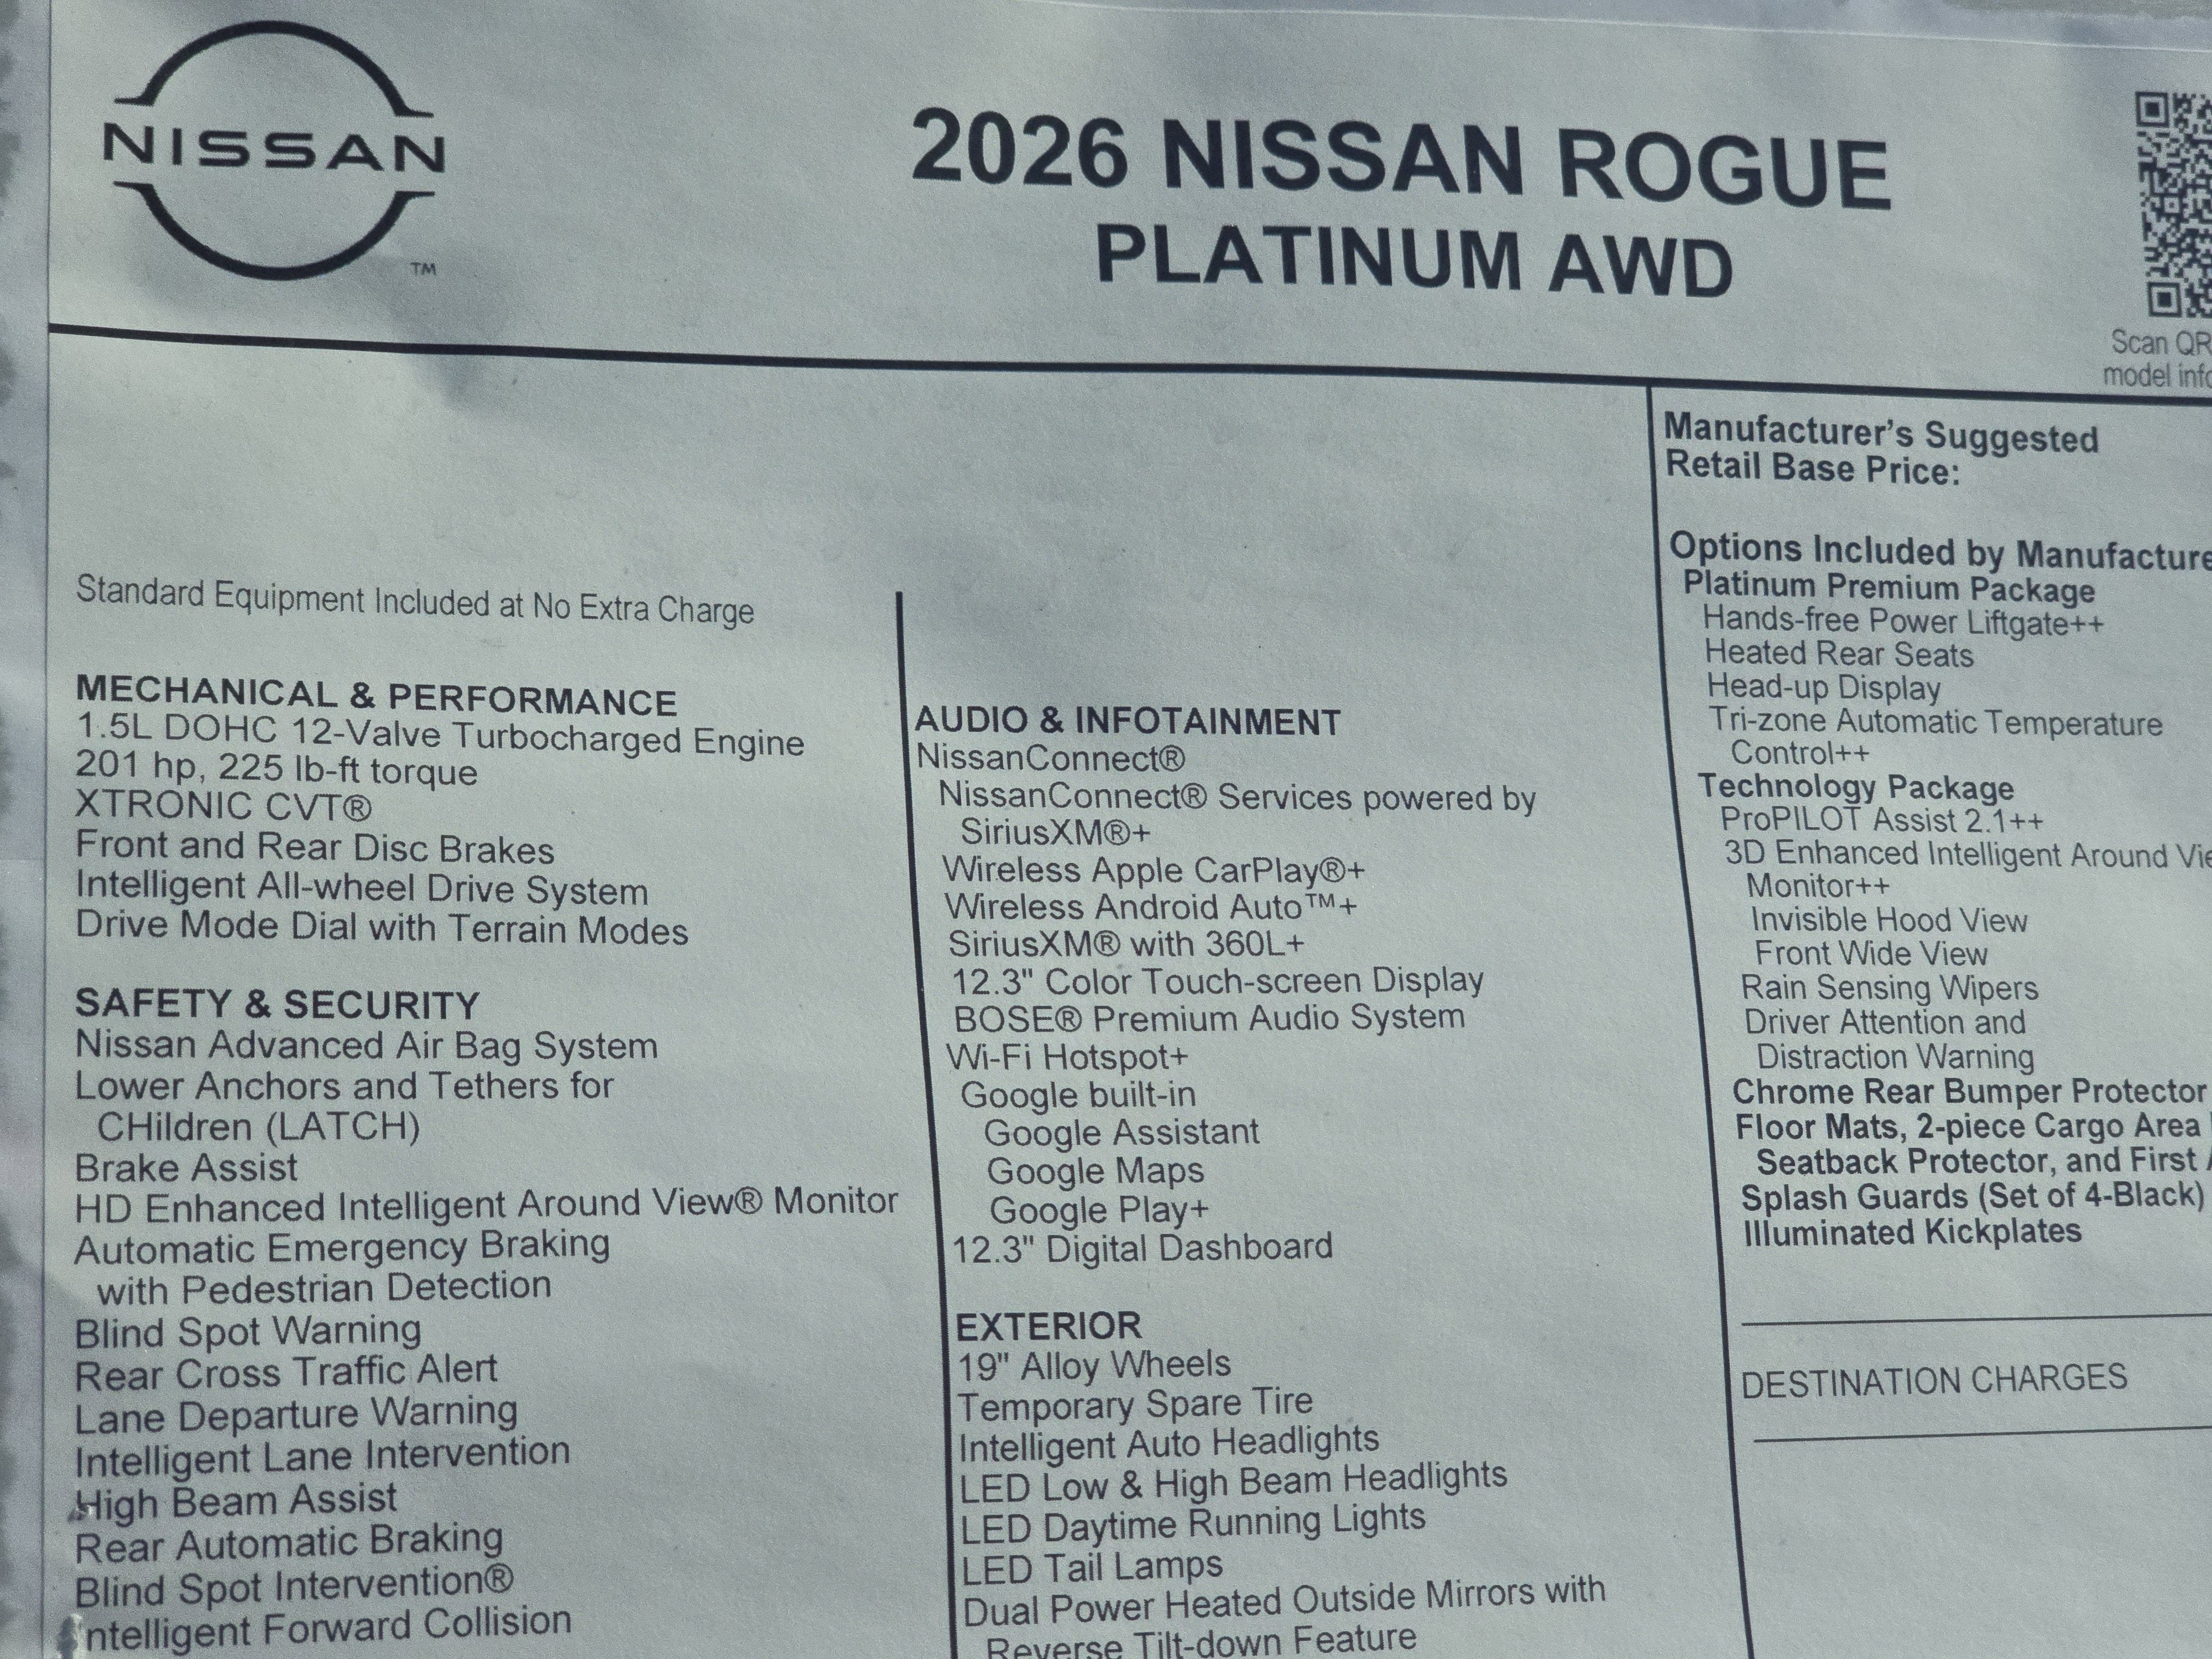 NISSAN
TM
2026 NISSAN ROGUE
PLATINUM AWD
Scan QR
model info
Standard Equipment Included at No Extra Charge
MECHANICAL & PERFORMANCE
1.5L DOHC 12-Valve Turbocharged Engine
201 hp, 225 lb-ft torque
XTRONIC CVT®
Front and Rear Disc Brakes
Intelligent All-wheel Drive System
Drive Mode Dial with Terrain Modes
SAFETY & SECURITY
Nissan Advanced Air Bag System
Lower Anchors and Tethers for
CHildren (LATCH)
Brake Assist
HD Enhanced Intelligent Around View® Monitor
Automatic Emergency Braking
with Pedestrian Detection
Blind Spot Warning
Rear Cross Traffic Alert
Lane Departure Warning
Intelligent Lane Intervention
High Beam Assist
Rear Automatic Braking
Blind Spot Intervention®
Intelligent Forward Collision
AUDIO & INFOTAINMENT
NissanConnect®
NissanConnect® Services powered by
SiriusXM®+
Wireless Apple CarPlay®+
Wireless Android Auto™+
SiriusXM® with 360L+
12.3" Color Touch-screen Display
BOSE® Premium Audio System
Wi-Fi Hotspot+
Google built-in
Google Assistant
Google Maps
Google Play+
12.3" Digital Dashboard
EXTERIOR
19" Alloy Wheels
Temporary Spare Tire
Intelligent Auto Headlights
LED Low & High Beam Headlights
LED Daytime Running Lights
LED Tail Lamps
Dual Power Heated Outside Mirrors with
Reverse Tilt-down Feature
Manufacturer's Suggested
Retail Base Price:
Options Included by Manufacture
Platinum Premium Package
Hands-free Power Liftgate++
Heated Rear Seats
Head-up Display
Tri-zone Automatic Temperature
Control++
Technology Package
ProPILOT Assist 2.1++
3D Enhanced Intelligent Around Vie
Monitor++
Invisible Hood View
Front Wide View
Rain Sensing Wipers
Driver Attention and
Distraction Warning
Chrome Rear Bumper Protector
Floor Mats, 2-piece Cargo Area
Seatback Protector, and First
Splash Guards (Set of 4-Black)
Illuminated Kickplates
DESTINATION CHARGES